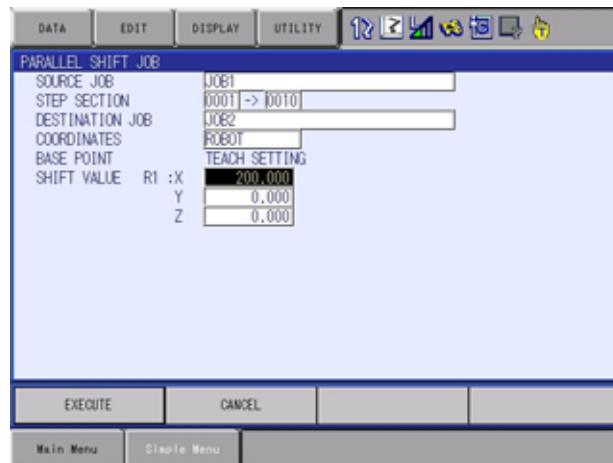 DATA EDIT DISPLAY UTILITY
PARALLEL SHIFT JOB
SOURCE JOB JOB1
STEP SECTION 0001 -> 0010
DESTINATION JOB JOB2
COORDINATES ROBOT
BASE POINT TEACH SETTING
SHIFT VALUE R1 :X 200.000
Y 0.000
Z 0.000
EXECUTE CANCEL
Main Menu Simple Menu